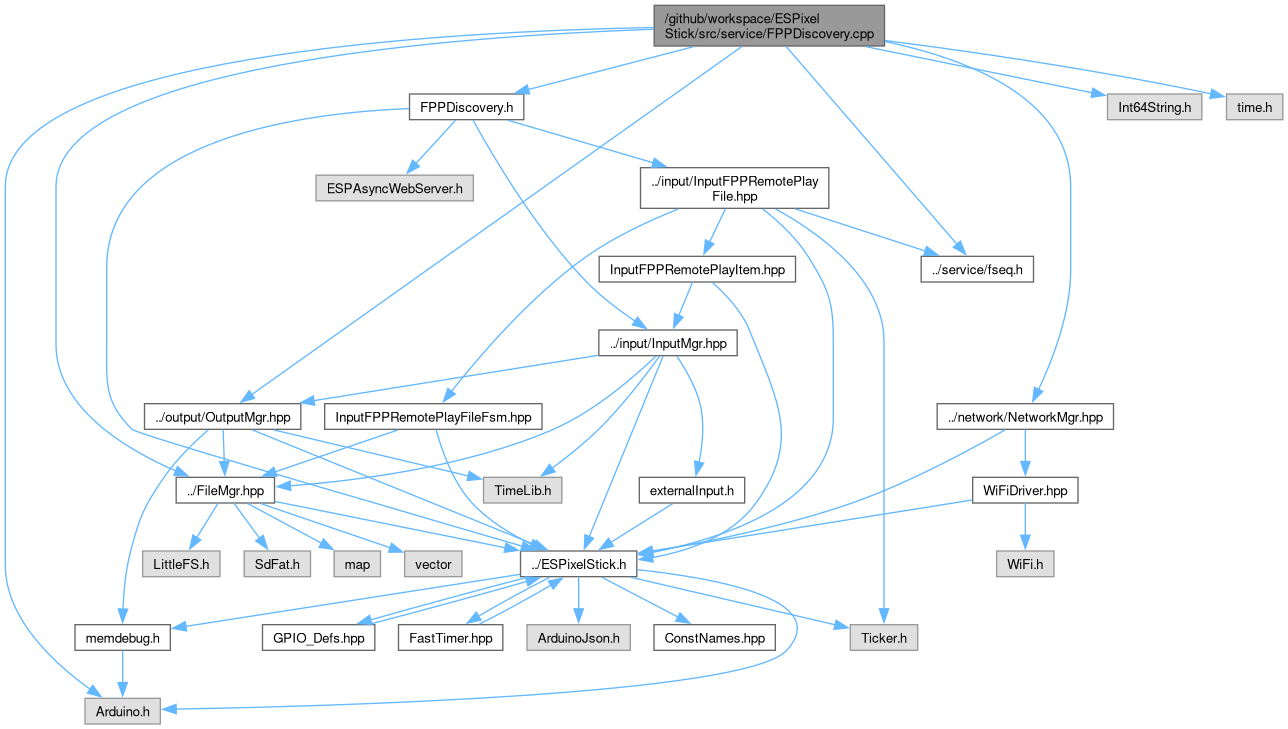 /github/workspace/ESPixel
Stick/src/service/FPPDiscovery.cpp
FPPDiscovery.h
Int64String.h
time.h
ESPAsyncWebServer.h
../input/InputFPPRemotePlay
File.hpp
InputFPPRemotePlayItem.hpp
../service/fseq.h
../input/InputMgr.hpp
../output/OutputMgr.hpp
InputFPPRemotePlayFileFsm.hpp
../network/NetworkMgr.hpp
../FileMgr.hpp
TimeLib.h
externalInput.h
WiFiDriver.hpp
LittleFS.h
SdFat.h
map
vector
../ESPixelStick.h
WiFi.h
memdebug.h
GPIO_Defs.hpp
FastTimer.hpp
ArduinoJson.h
ConstNames.hpp
Ticker.h
Arduino.h